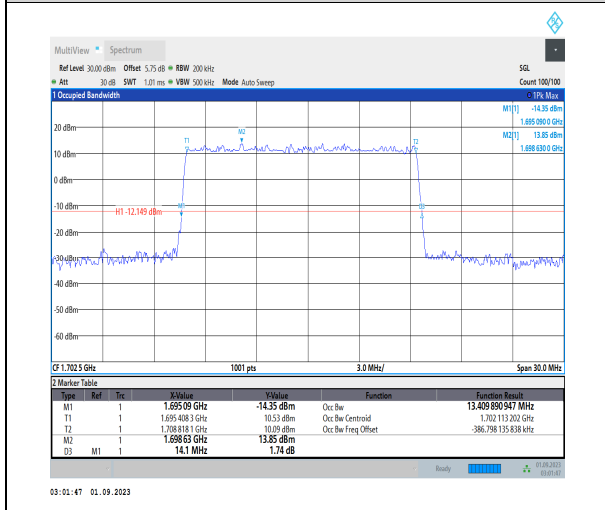 MultiView Spectrum
Ref Level 30.00 dBm Offset 5.75 dB RBW 200 kHz SGL
Att 30 dB SWT 1.01 ms VBW 500 kHz Mode Auto Sweep Count 100/100
1 Occupied Bandwidth 1Pk Max
M1[1] -14.35 dBm
1.695 090 0 GHz
M2[1] 13.85 dBm
1.698 630 0 GHz
20 dBm
M2
T1
T2
10 dBm
0 dBm
-10 dBm
M1
D3
H1 -12.149 dBm
-20 dBm
-30 dBm
-40 dBm
-50 dBm
-60 dBm
CF 1.702 5 GHz 1001 pts 3.0 MHz/ Span 30.0 MHz
2 Marker Table
Type Ref Trc X-Value Y-Value Function Function Result
M1 1 1.695 09 GHz -14.35 dBm Occ Bw 13.409 890 947 MHz
T1 1 1.695 408 3 GHz 10.53 dBm Occ Bw Centroid 1.702 113 202 GHz
T2 1 1.708 818 1 GHz 10.09 dBm Occ Bw Freq Offset -386.798 135 838 kHz
M2 1 1.698 63 GHz 13.85 dBm
D3 M1 1 14.1 MHz 1.74 dB
Ready 01.09.2023
03:01:47
03:01:47 01.09.2023